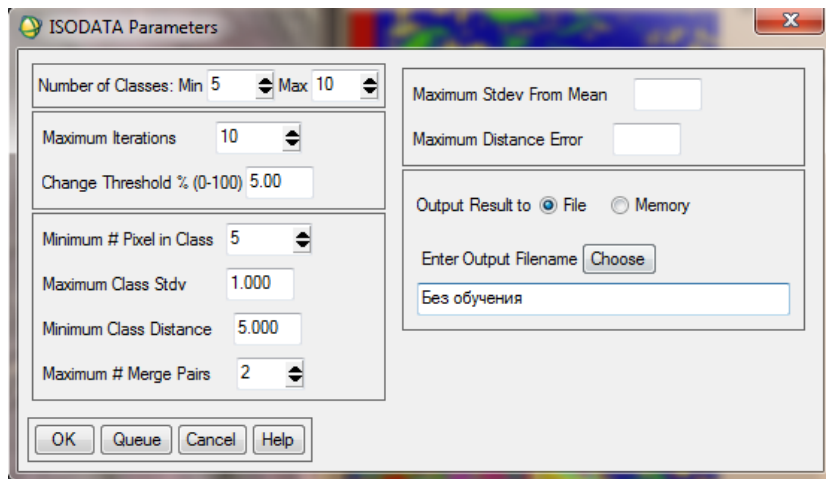 ISODATA Parameters
Number of Classes: Min 5 Max 10
Maximum Iterations 10
Change Threshold % (0-100) 5.00
Minimum # Pixel in Class 5
Maximum Class Stdv 1.000
Minimum Class Distance 5.000
Maximum # Merge Pairs 2
Maximum Stdev From Mean
Maximum Distance Error
Output Result to File Memory
Enter Output Filename Choose
Без обучения
OK Queue Cancel Help